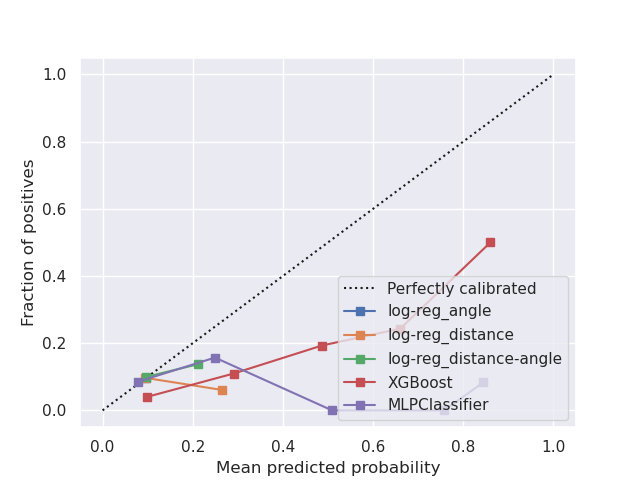 1.0
0.8
0.6
0.4
0.2
0.0
Fraction of positives
Perfectly calibrated
log-reg_angle
log-reg_distance
log-reg_distance-angle
XGBoost
MLPClassifier
0.0 0.2 0.4 0.6 0.8 1.0
Mean predicted probability